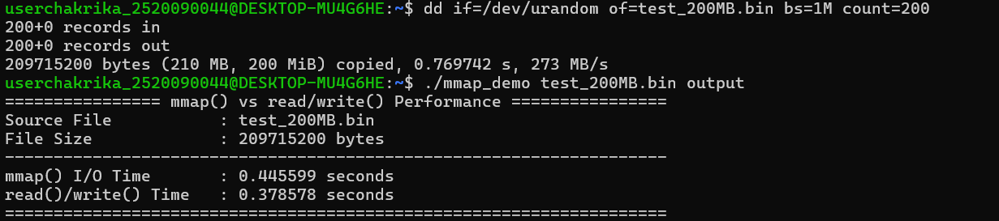 userchakrika_2520090044@DESKTOP-MU4G6HE:~$ dd if=/dev/urandom of=test_200MB.bin bs=1M count=200
200+0 records in
200+0 records out
209715200 bytes (210 MB, 200 MiB) copied, 0.769742 s, 273 MB/s
userchakrika_2520090044@DESKTOP-MU4G6HE:~$ ./mmap_demo test_200MB.bin output
================ mmap() vs read/write() Performance ================
Source File           : test_200MB.bin
File Size             : 209715200 bytes
--------------------------------------------------------------------
mmap() I/O Time       : 0.445599 seconds
read()/write() Time   : 0.378578 seconds
====================================================================